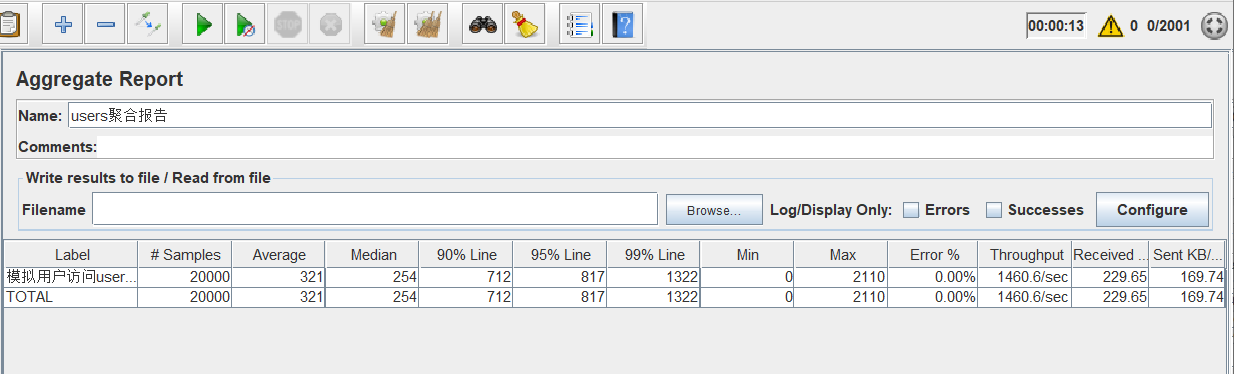 STOP
00:00:13 0 0/2001
Aggregate Report
Name: users聚合报告
Comments:
Write results to file / Read from file
Filename Browse... Log/Display Only: Errors Successes Configure
Label # Samples Average Median 90% Line 95% Line 99% Line Min Max Error % Throughput Received ... Sent KB/...
模拟用户访问user... 20000 321 254 712 817 1322 0 2110 0.00% 1460.6/sec 229.65 169.74
TOTAL 20000 321 254 712 817 1322 0 2110 0.00% 1460.6/sec 229.65 169.74